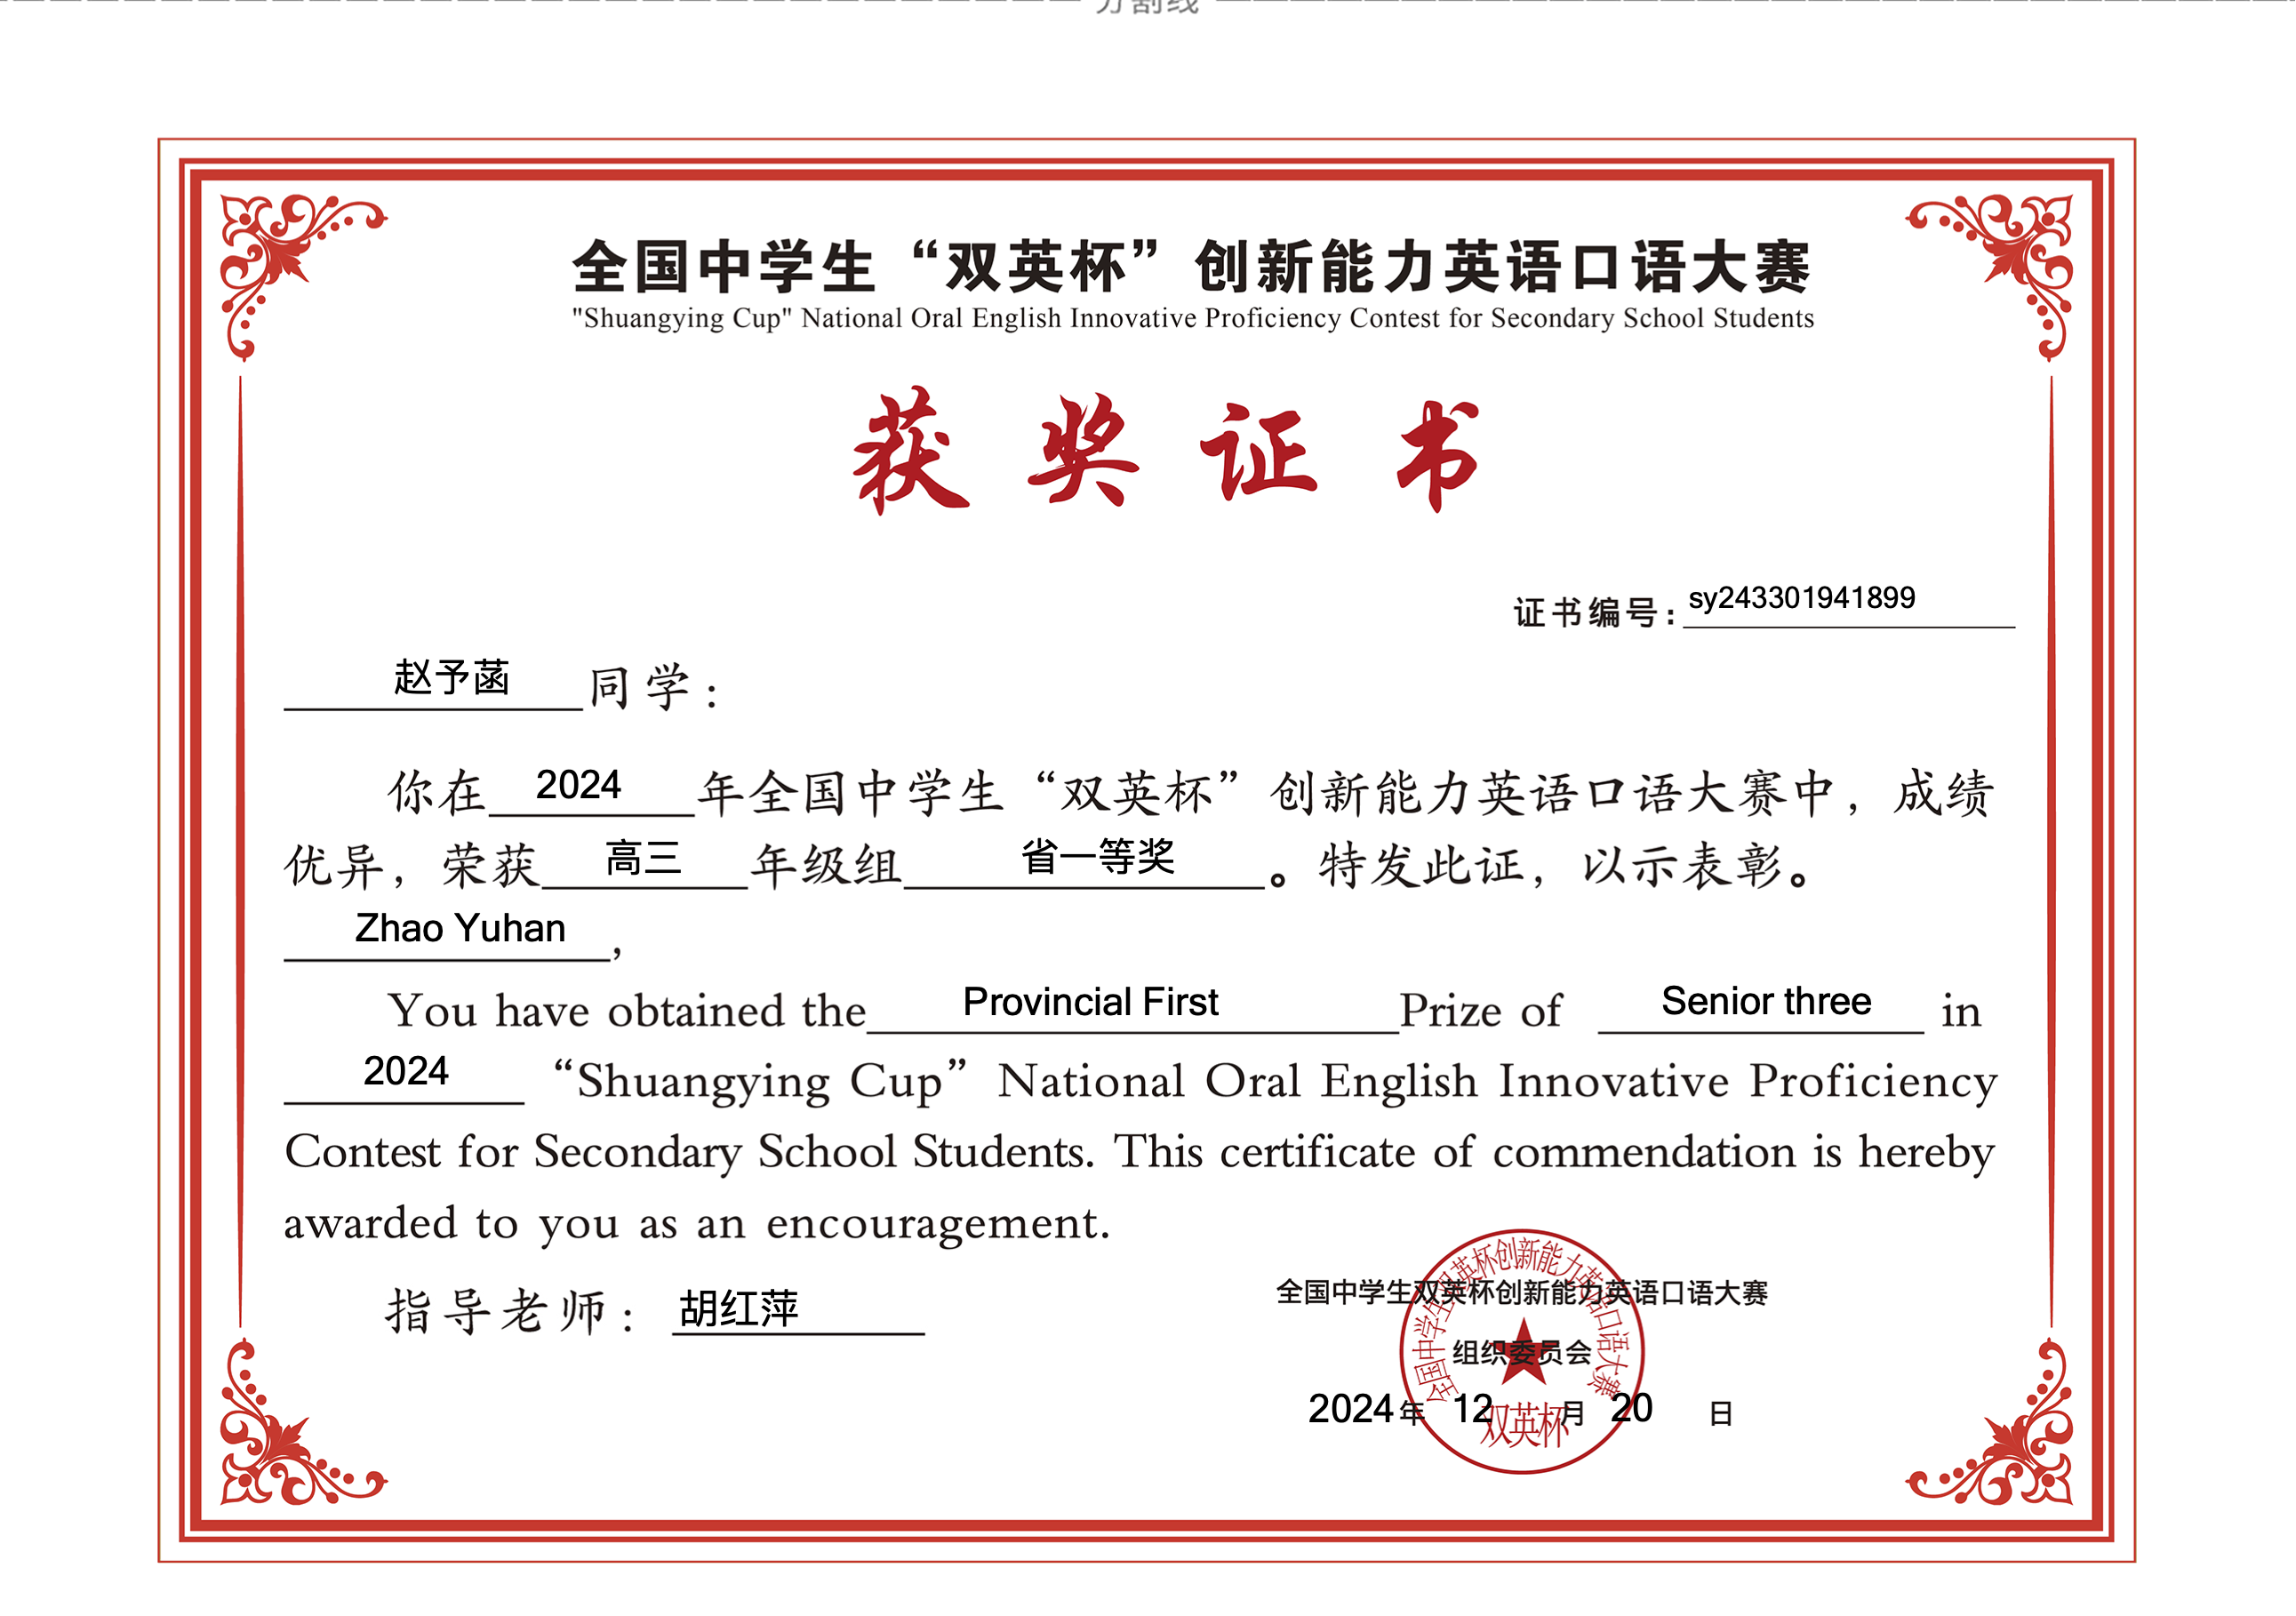 分割线
全国中学生“双英杯”创新能力英语口语大赛
"Shuangying Cup" National Oral English Innovative Proficiency Contest for Secondary School Students
获奖证书
证书编号: sy243301941899
赵予菡 同学:
你在 2024 年全国中学生“双英杯”创新能力英语口语大赛中，成绩
优异，荣获 高三 年级组 省一等奖 。特发此证，以示表彰。
Zhao Yuhan ,
You have obtained the Provincial First Prize of Senior three in
2024 “Shuangying Cup” National Oral English Innovative Proficiency
Contest for Secondary School Students. This certificate of commendation is hereby
awarded to you as an encouragement.
指导老师: 胡红萍
全国中学生双英杯创新能力英语口语大赛
组织委员会
2024 年 12 月 20 日
全国中学生双英杯创新能力英语口语大赛
双英杯